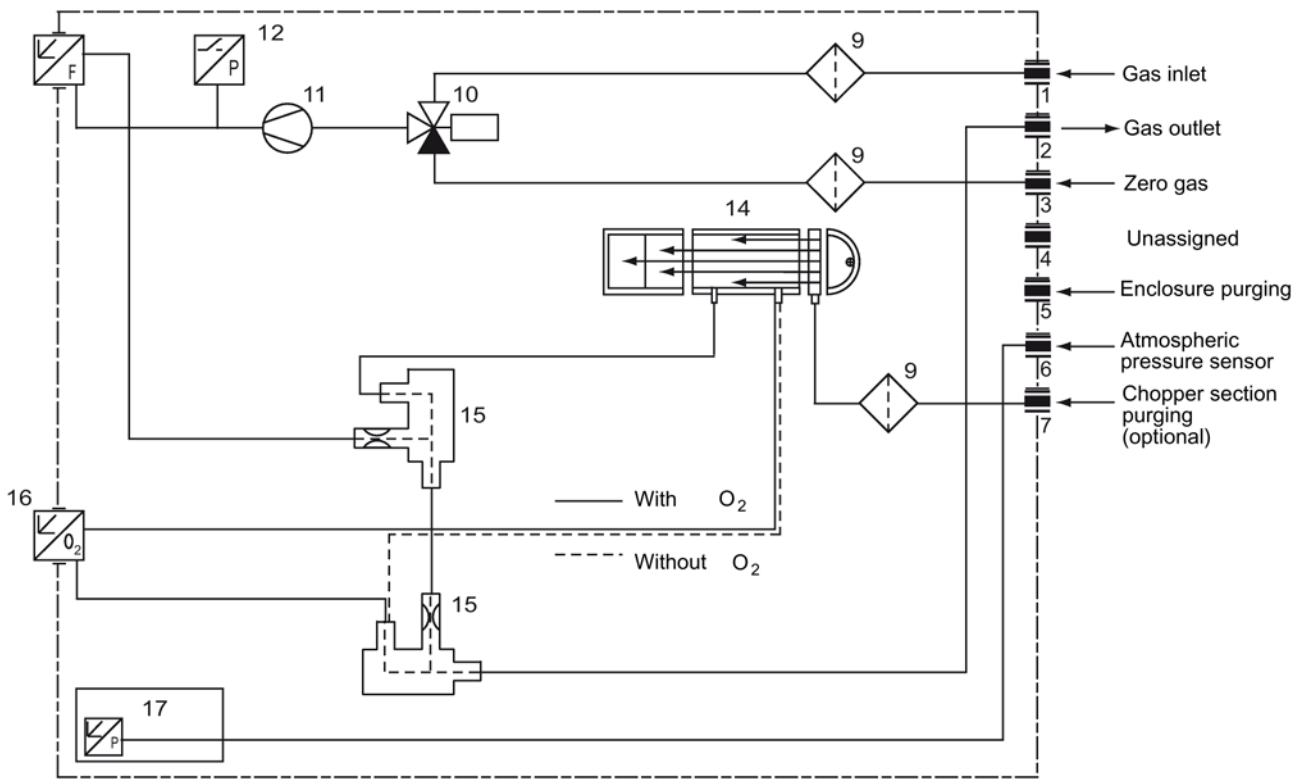 12
9
F
P
11
10
1
Gas inlet
2
Gas outlet
9
3
Zero gas
14
4
Unassigned
5
Enclosure purging
6
Atmospheric
pressure sensor
9
7
Chopper section
purging
(optional)
15
16
With O₂
O₂
Without O₂
15
17
P